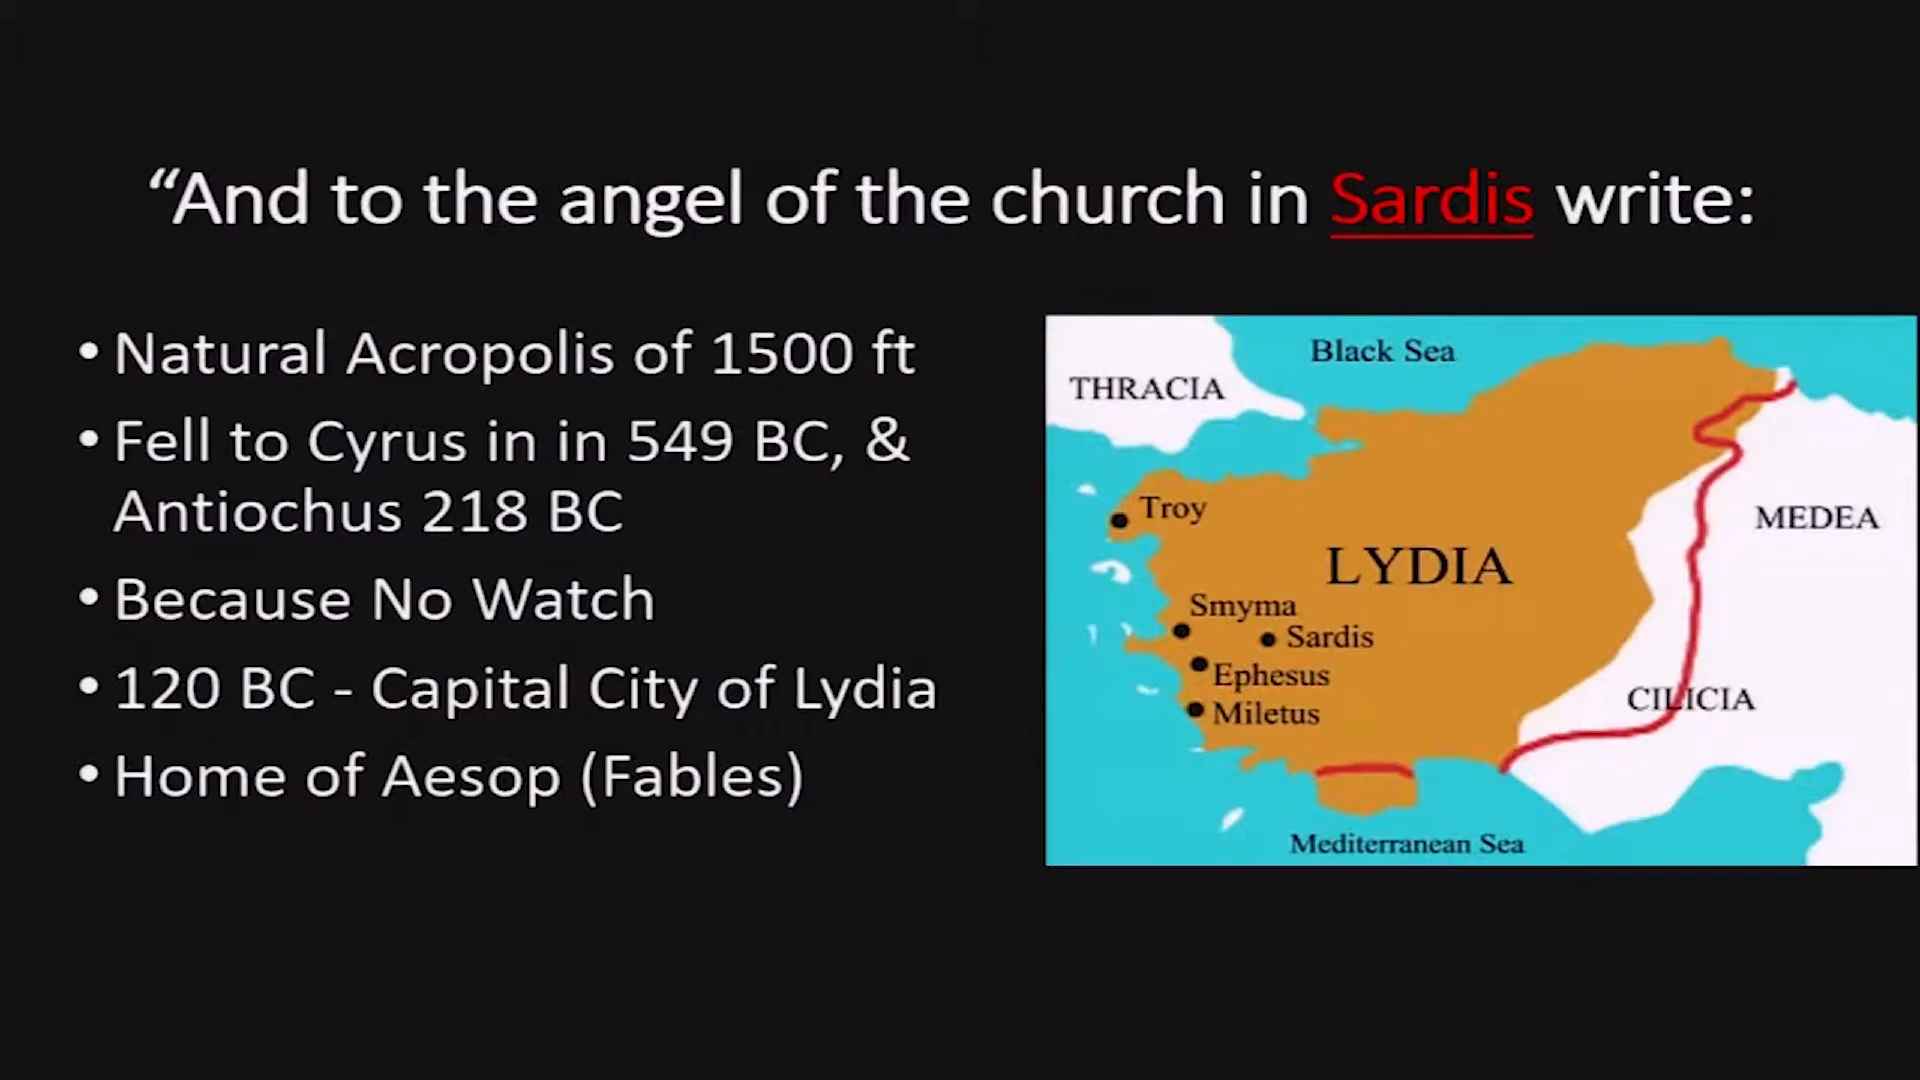 “And to the angel of the church in Sardis write:
• Natural Acropolis of 1500 ft
• Fell to Cyrus in in 549 BC, &
Antiochus 218 BC
• Because No Watch
• 120 BC - Capital City of Lydia
• Home of Aesop (Fables)
Black Sea
THRACIA
Troy
MEDEA
LYDIA
Smyma
Sardis
Ephesus
CILICIA
Miletus
Mediterranean Sea